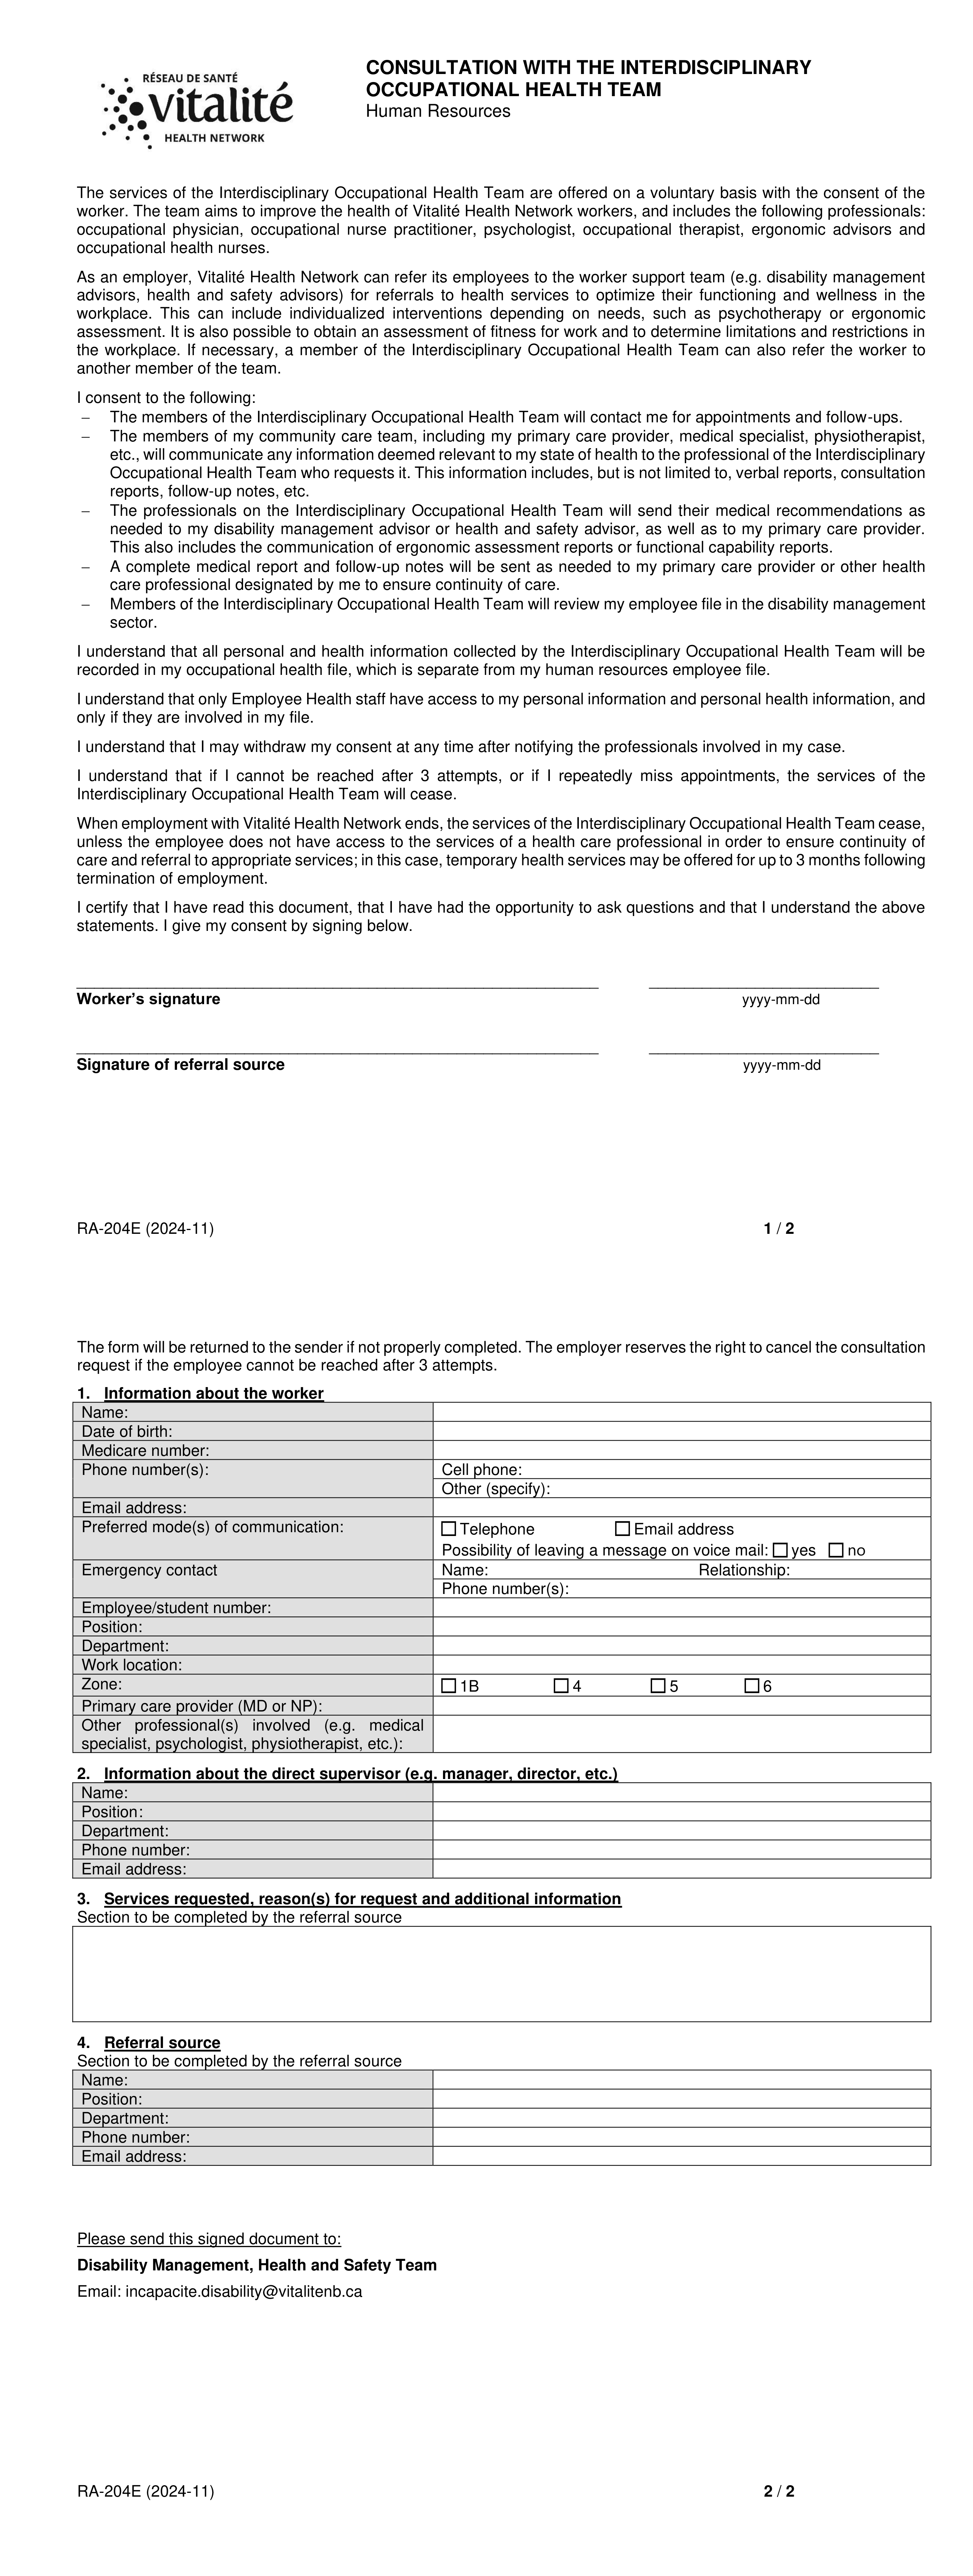 RÉSEAU DE SANTÉ
vitalité
HEALTH NETWORK
CONSULTATION WITH THE INTERDISCIPLINARY
OCCUPATIONAL HEALTH TEAM
Human Resources
The services of the Interdisciplinary Occupational Health Team are offered on a voluntary basis with the consent of the
worker. The team aims to improve the health of Vitalité Health Network workers, and includes the following professionals:
occupational physician, occupational nurse practitioner, psychologist, occupational therapist, ergonomic advisors and
occupational health nurses.
As an employer, Vitalité Health Network can refer its employees to the worker support team (e.g. disability management
advisors, health and safety advisors) for referrals to health services to optimize their functioning and wellness in the
workplace. This can include individualized interventions depending on needs, such as psychotherapy or ergonomic
assessment. It is also possible to obtain an assessment of fitness for work and to determine limitations and restrictions in
the workplace. If necessary, a member of the Interdisciplinary Occupational Health Team can also refer the worker to
another member of the team.
I consent to the following:
– The members of the Interdisciplinary Occupational Health Team will contact me for appointments and follow-ups.
– The members of my community care team, including my primary care provider, medical specialist, physiotherapist,
etc., will communicate any information deemed relevant to my state of health to the professional of the Interdisciplinary
Occupational Health Team who requests it. This information includes, but is not limited to, verbal reports, consultation
reports, follow-up notes, etc.
– The professionals on the Interdisciplinary Occupational Health Team will send their medical recommendations as
needed to my disability management advisor or health and safety advisor, as well as to my primary care provider.
This also includes the communication of ergonomic assessment reports or functional capability reports.
– A complete medical report and follow-up notes will be sent as needed to my primary care provider or other health
care professional designated by me to ensure continuity of care.
– Members of the Interdisciplinary Occupational Health Team will review my employee file in the disability management
sector.
I understand that all personal and health information collected by the Interdisciplinary Occupational Health Team will be
recorded in my occupational health file, which is separate from my human resources employee file.
I understand that only Employee Health staff have access to my personal information and personal health information, and
only if they are involved in my file.
I understand that I may withdraw my consent at any time after notifying the professionals involved in my case.
I understand that if I cannot be reached after 3 attempts, or if I repeatedly miss appointments, the services of the
Interdisciplinary Occupational Health Team will cease.
When employment with Vitalité Health Network ends, the services of the Interdisciplinary Occupational Health Team cease,
unless the employee does not have access to the services of a health care professional in order to ensure continuity of
care and referral to appropriate services; in this case, temporary health services may be offered for up to 3 months following
termination of employment.
I certify that I have read this document, that I have had the opportunity to ask questions and that I understand the above
statements. I give my consent by signing below.
Worker’s signature yyyy-mm-dd
Signature of referral source yyyy-mm-dd
RA-204E (2024-11) 1 / 2
The form will be returned to the sender if not properly completed. The employer reserves the right to cancel the consultation
request if the employee cannot be reached after 3 attempts.
1. Information about the worker
Name:
Date of birth:
Medicare number:
Phone number(s): Cell phone:
Other (specify):
Email address:
Preferred mode(s) of communication: ☐ Telephone ☐ Email address
Possibility of leaving a message on voice mail: ☐ yes ☐ no
Emergency contact Name: Relationship:
Phone number(s):
Employee/student number:
Position:
Department:
Work location:
Zone: ☐ 1B ☐ 4 ☐ 5 ☐ 6
Primary care provider (MD or NP):
Other professional(s) involved (e.g. medical
specialist, psychologist, physiotherapist, etc.):
2. Information about the direct supervisor (e.g. manager, director, etc.)
Name:
Position:
Department:
Phone number:
Email address:
3. Services requested, reason(s) for request and additional information
Section to be completed by the referral source
4. Referral source
Section to be completed by the referral source
Name:
Position:
Department:
Phone number:
Email address:
Please send this signed document to:
Disability Management, Health and Safety Team
Email: incapacite.disability@vitalitenb.ca
RA-204E (2024-11) 2 / 2